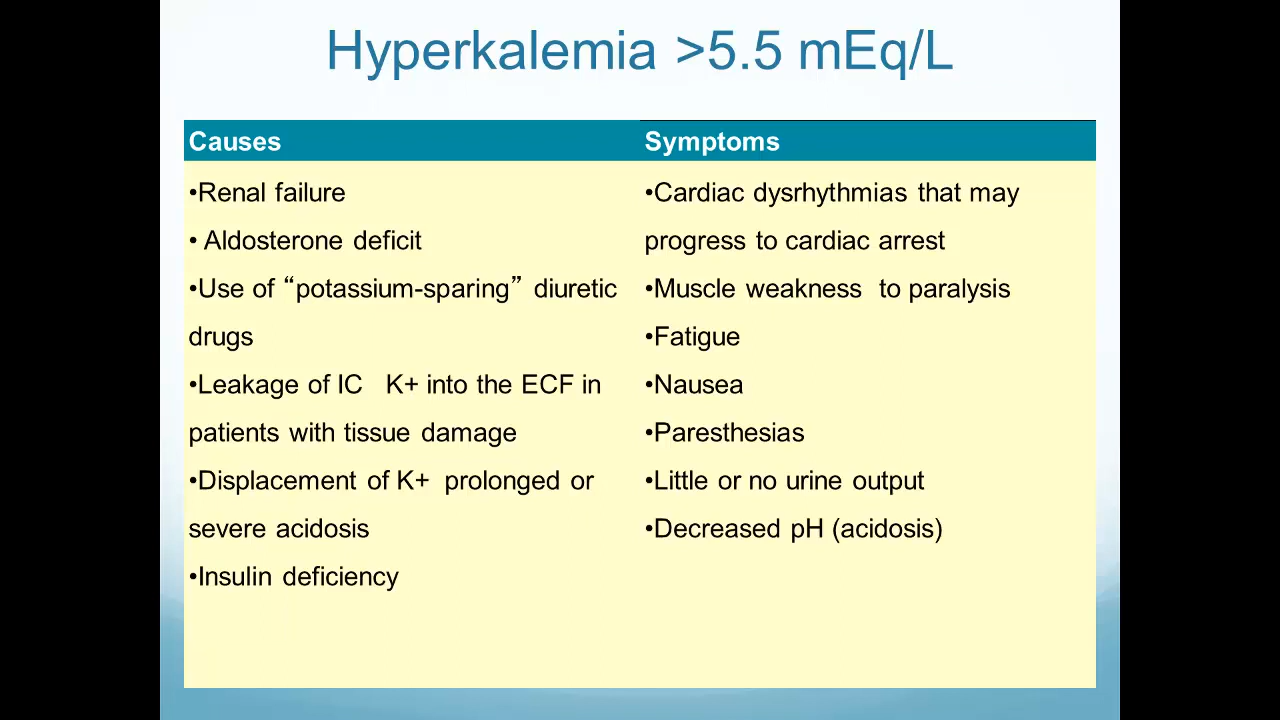 Hyperkalemia >5.5 mEq/L
Causes
•Renal failure
• Aldosterone deficit
•Use of “potassium-sparing” diuretic
drugs
•Leakage of IC K+ into the ECF in
patients with tissue damage
•Displacement of K+ prolonged or
severe acidosis
•Insulin deficiency
Symptoms
•Cardiac dysrhythmias that may
progress to cardiac arrest
•Muscle weakness to paralysis
•Fatigue
•Nausea
•Paresthesias
•Little or no urine output
•Decreased pH (acidosis)